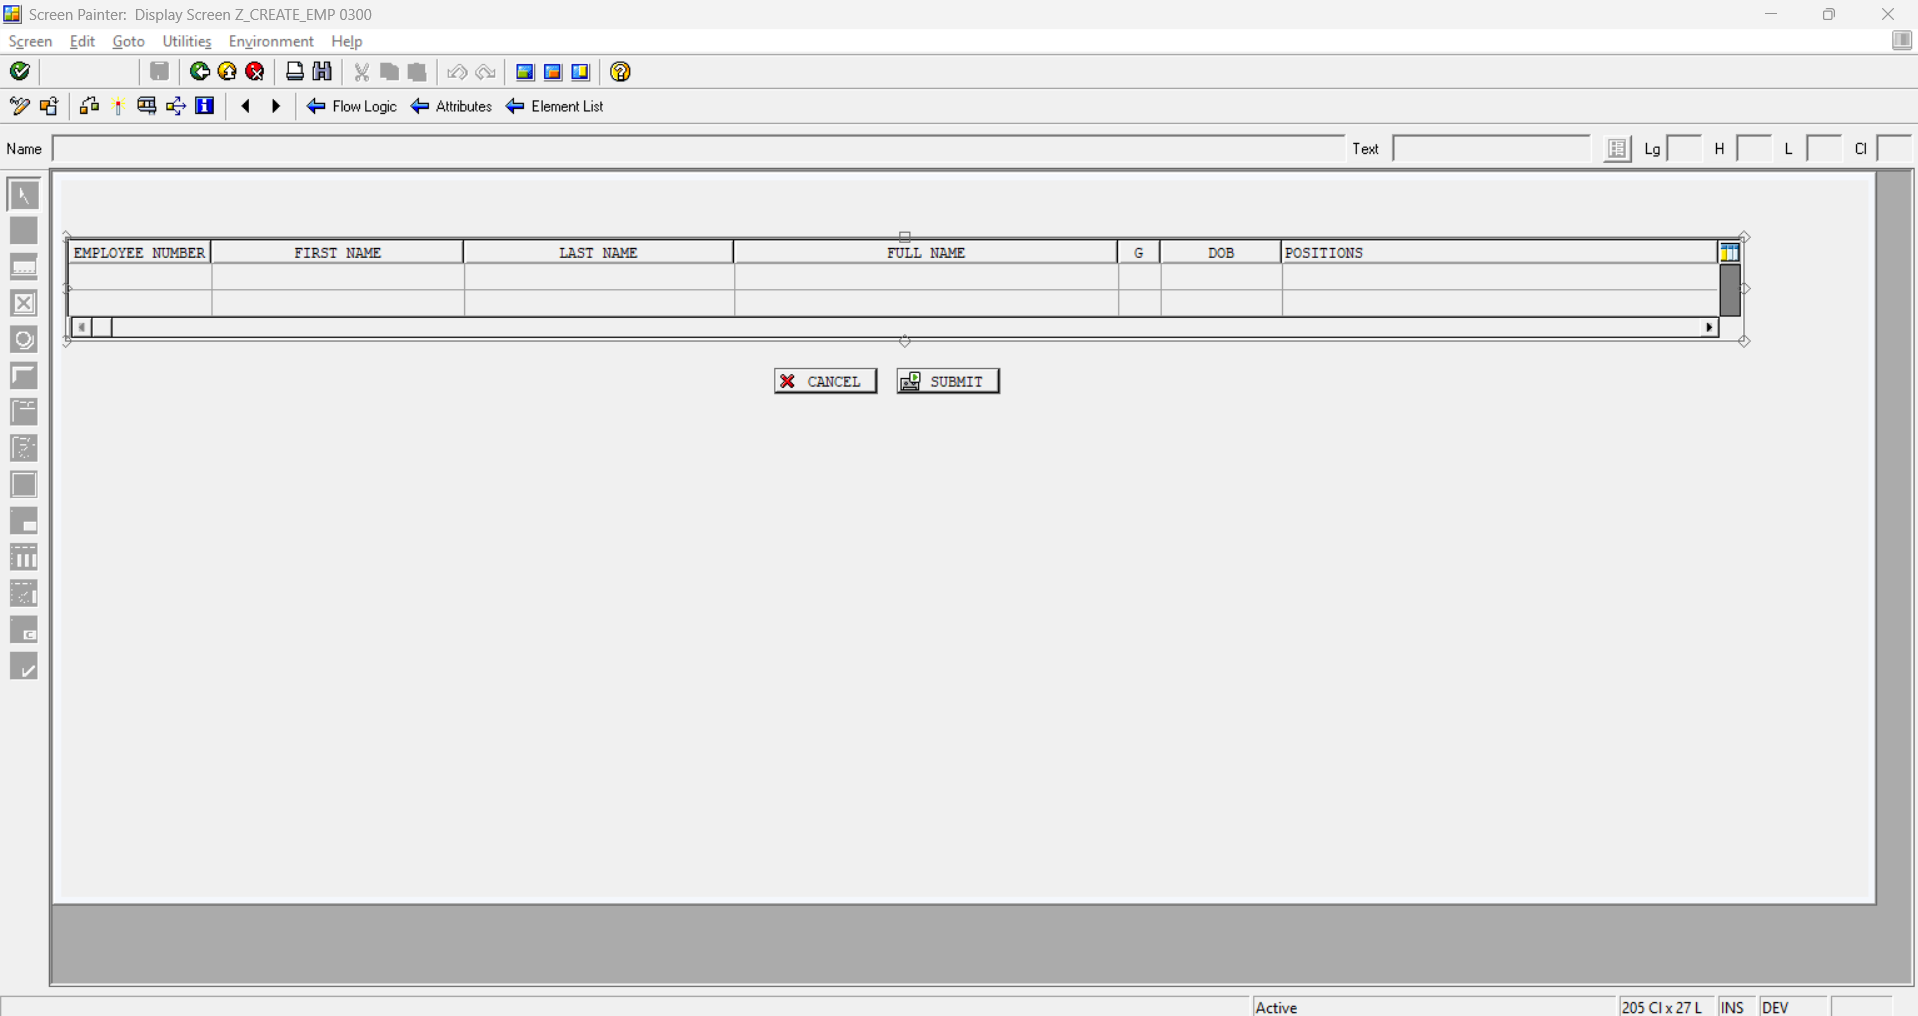 Screen Painter: Display Screen Z_CREATE_EMP 0300
Screen Edit Goto Utilities Environment Help
Flow Logic Attributes Element List
Name Text Lg H L Cl
EMPLOYEE NUMBER FIRST NAME LAST NAME FULL NAME G DOB POSITIONS
CANCEL SUBMIT
Active 205 Cl x 27 L INS DEV